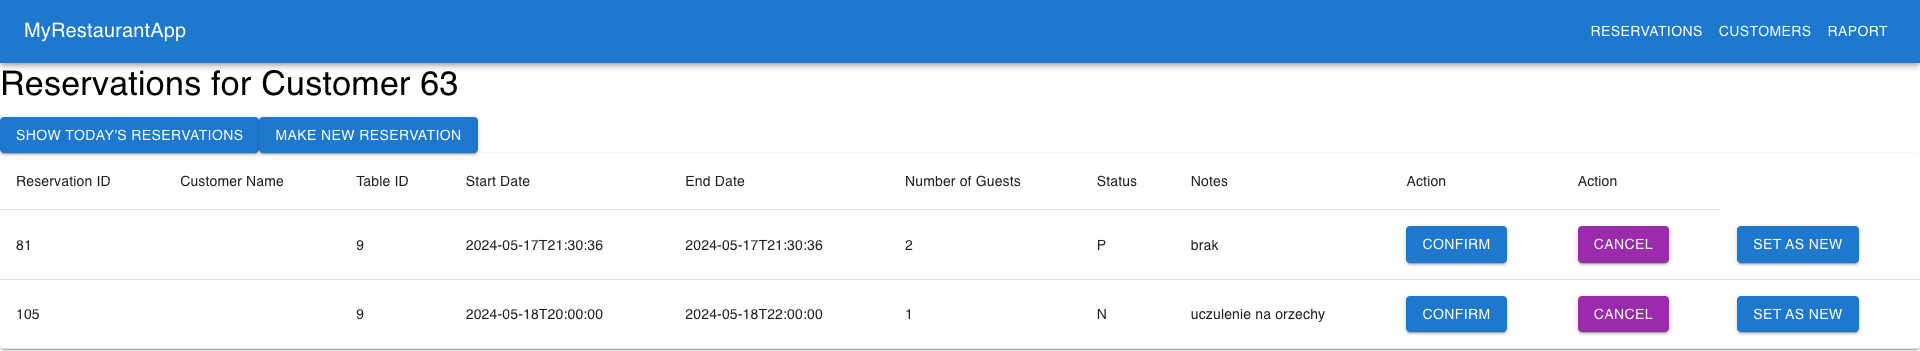 MyRestaurantApp RESERVATIONS CUSTOMERS RAPORT
Reservations for Customer 63
SHOW TODAY'S RESERVATIONS MAKE NEW RESERVATION
Reservation ID Customer Name Table ID Start Date End Date Number of Guests Status Notes Action Action
81 9 2024-05-17T21:30:36 2024-05-17T21:30:36 2 P brak CONFIRM CANCEL SET AS NEW
105 9 2024-05-18T20:00:00 2024-05-18T22:00:00 1 N uczulenie na orzechy CONFIRM CANCEL SET AS NEW